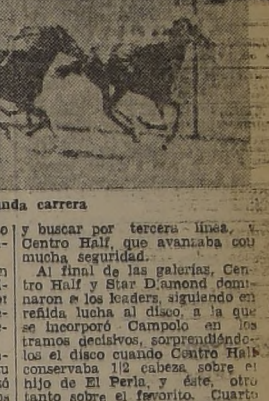 nda carrera
y buscar por tercera línea, y
Centro Half, que avanzaba con
mucha seguridad.
Al final de las galerías, Cen-
tro Half y Star Diamond domi-
naron a los leaders, siguiendo en
reñida lucha al disco, a la que
se incorporó Campolo en los
tramos decisivos, sorprendiéndo-
los el disco cuando Centro Half
conservaba 1|2 cabeza sobre el
hijo de El Perla, y éste, otro
tanto sobre el favorito. Cuarto